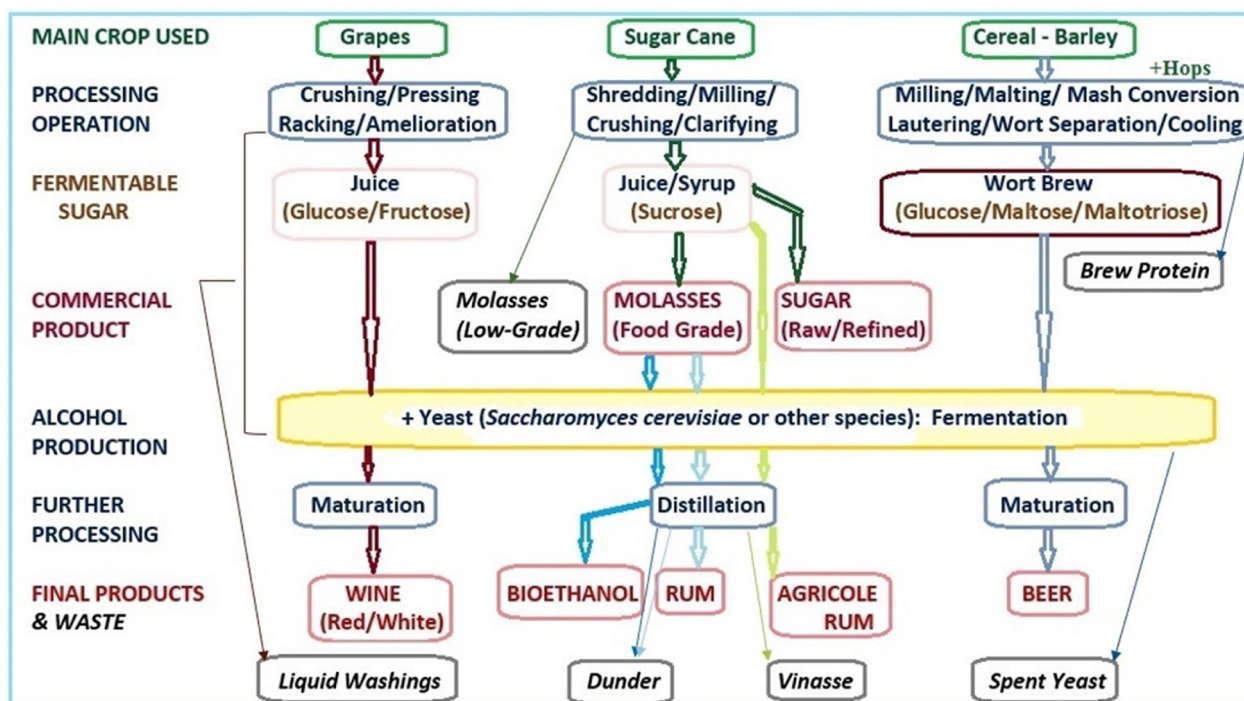 MAIN CROP USED
Grapes
Sugar Cane
Cereal - Barley
+Hops
PROCESSING
OPERATION
Crushing/Pressing
Racking/Amelioration
Shredding/Milling/
Crushing/Clarifying
Milling/Malting/ Mash Conversion
Lautering/Wort Separation/Cooling
FERMENTABLE
SUGAR
Juice
(Glucose/Fructose)
Juice/Syrup
(Sucrose)
Wort Brew
(Glucose/Maltose/Maltotriose)
Brew Protein
COMMERCIAL
PRODUCT
Molasses
(Low-Grade)
MOLASSES
(Food Grade)
SUGAR
(Raw/Refined)
ALCOHOL
PRODUCTION
+ Yeast (Saccharomyces cerevisiae or other species): Fermentation
FURTHER
PROCESSING
Maturation
Distillation
Maturation
FINAL PRODUCTS
& WASTE
WINE
(Red/White)
BIOETHANOL
RUM
AGRICOLE
RUM
BEER
Liquid Washings
Dunder
Vinasse
Spent Yeast